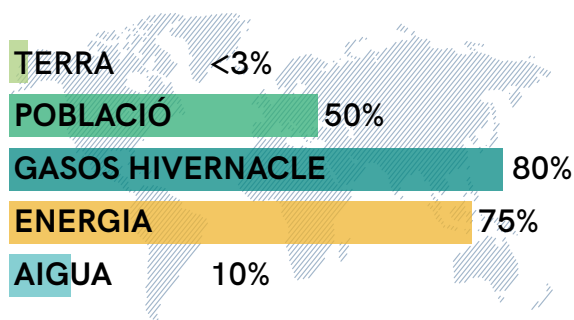 TERRA <3%
POBLACIÓ 50%
GASOS HIVERNACLE 80%
ENERGIA 75%
AIGUA 10%